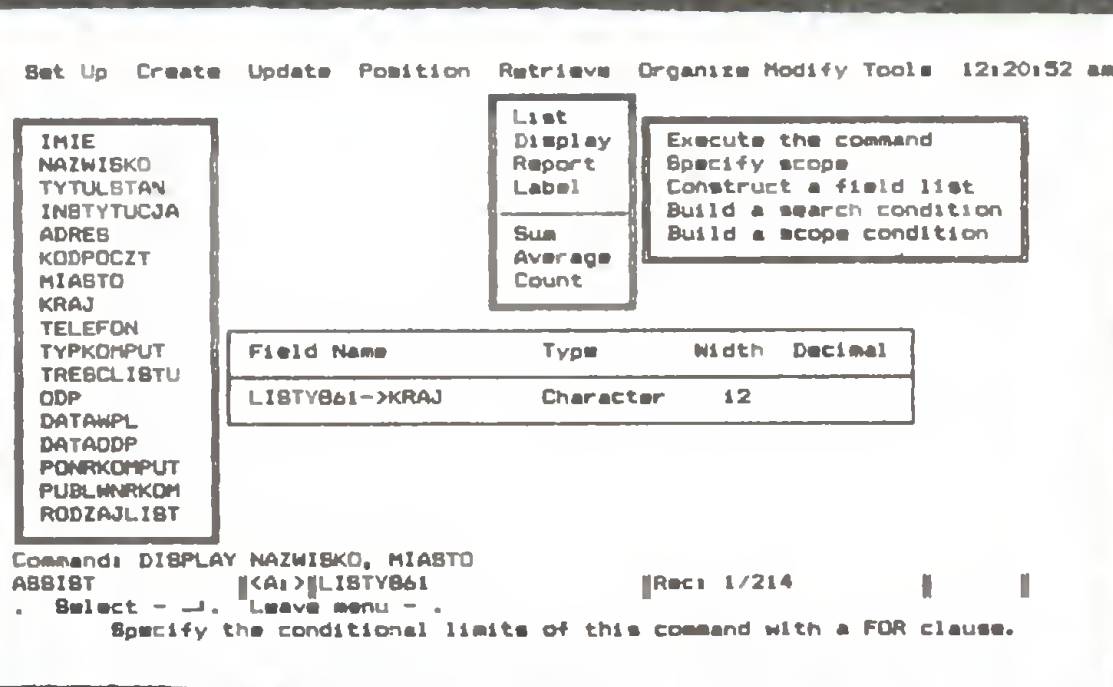 Set Up Create Update Position Retrieve Organize Modify Tools 12:20:52 am
IMIE
NAZWISKO
TYTULSTAN
INSTYTUCJA
ADRES
KODPOCZT
MIASTO
KRAJ
TELEFON
TYPKOMPUT
TRESCLISTU
ODP
DATAWPL
DATAODP
PONRKOMPUT
PUBLWNRKOM
RODZAJLIST
List
Display
Report
Label
Sum
Average
Count
Execute the command
Specify scope
Construct a field list
Build a search condition
Build a scope condition
Field Name Type Width Decimal
LISTY861->KRAJ Character 12
Command: DISPLAY NAZWISKO, MIASTO
ASSIST <A:> LISTY861 Rec: 1/214
. Select - ⏎. Leave menu - .
Specify the conditional limits of this command with a FOR clause.